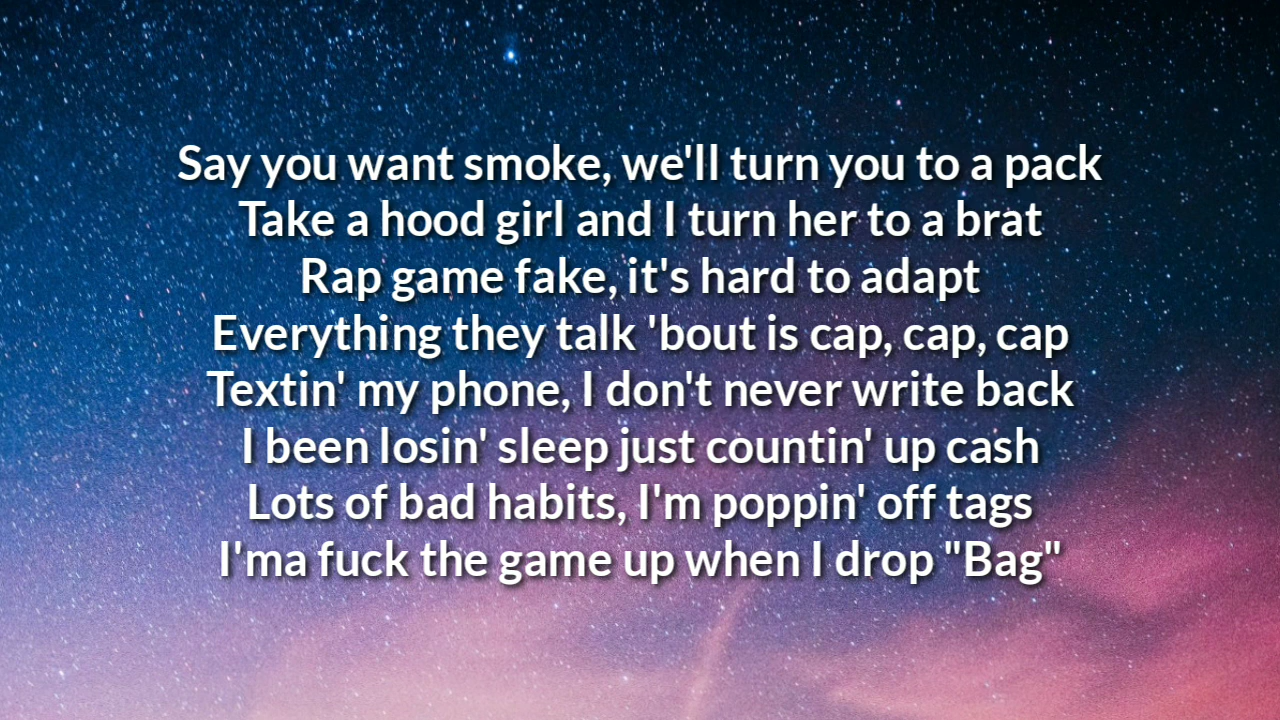 Say you want smoke, we'll turn you to a pack
Take a hood girl and I turn her to a brat
Rap game fake, it's hard to adapt
Everything they talk 'bout is cap, cap, cap
Textin' my phone, I don't never write back
I been losin' sleep just countin' up cash
Lots of bad habits, I'm poppin' off tags
I'ma fuck the game up when I drop "Bag"